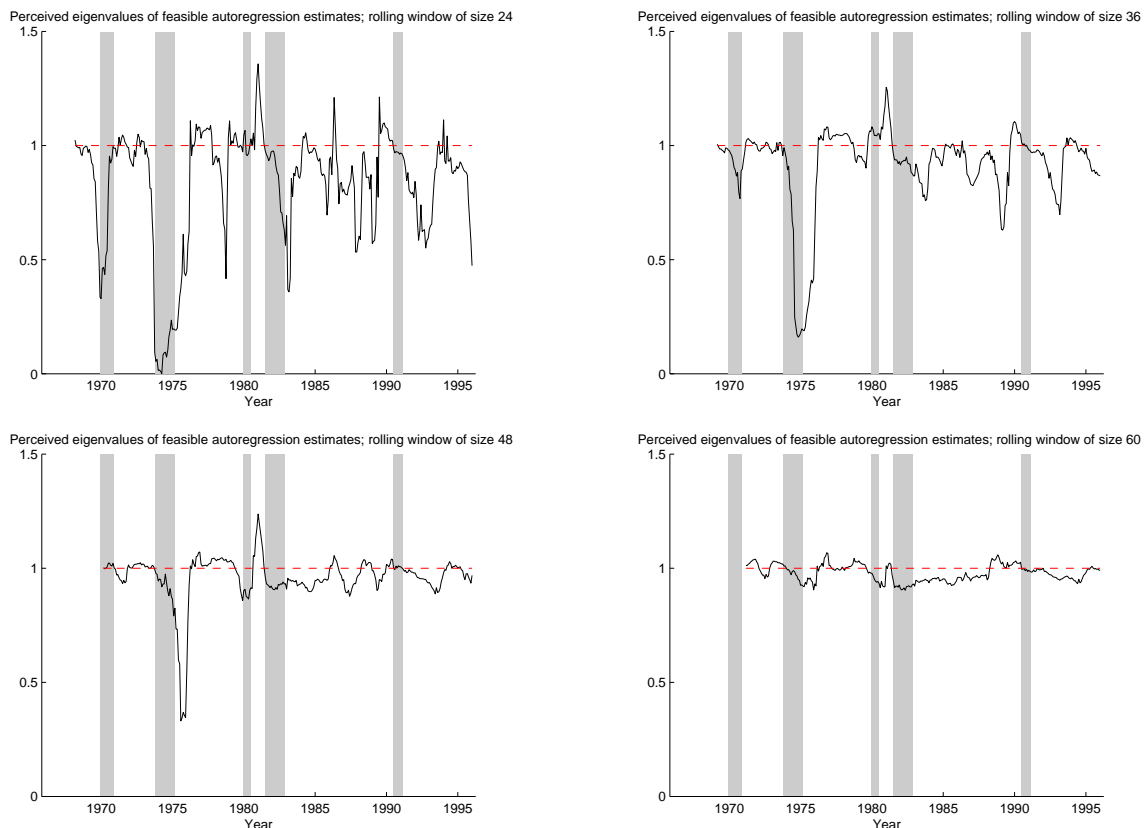 Perceived eigenvalues of feasible autoregression estimates; rolling window of size 24
1.5
1
0.5
0
1970 1975 1980 1985 1990 1995
Year
Perceived eigenvalues of feasible autoregression estimates; rolling window of size 36
1.5
1
0.5
0
1970 1975 1980 1985 1990 1995
Year
Perceived eigenvalues of feasible autoregression estimates; rolling window of size 48
1.5
1
0.5
0
1970 1975 1980 1985 1990 1995
Year
Perceived eigenvalues of feasible autoregression estimates; rolling window of size 60
1.5
1
0.5
0
1970 1975 1980 1985 1990 1995
Year